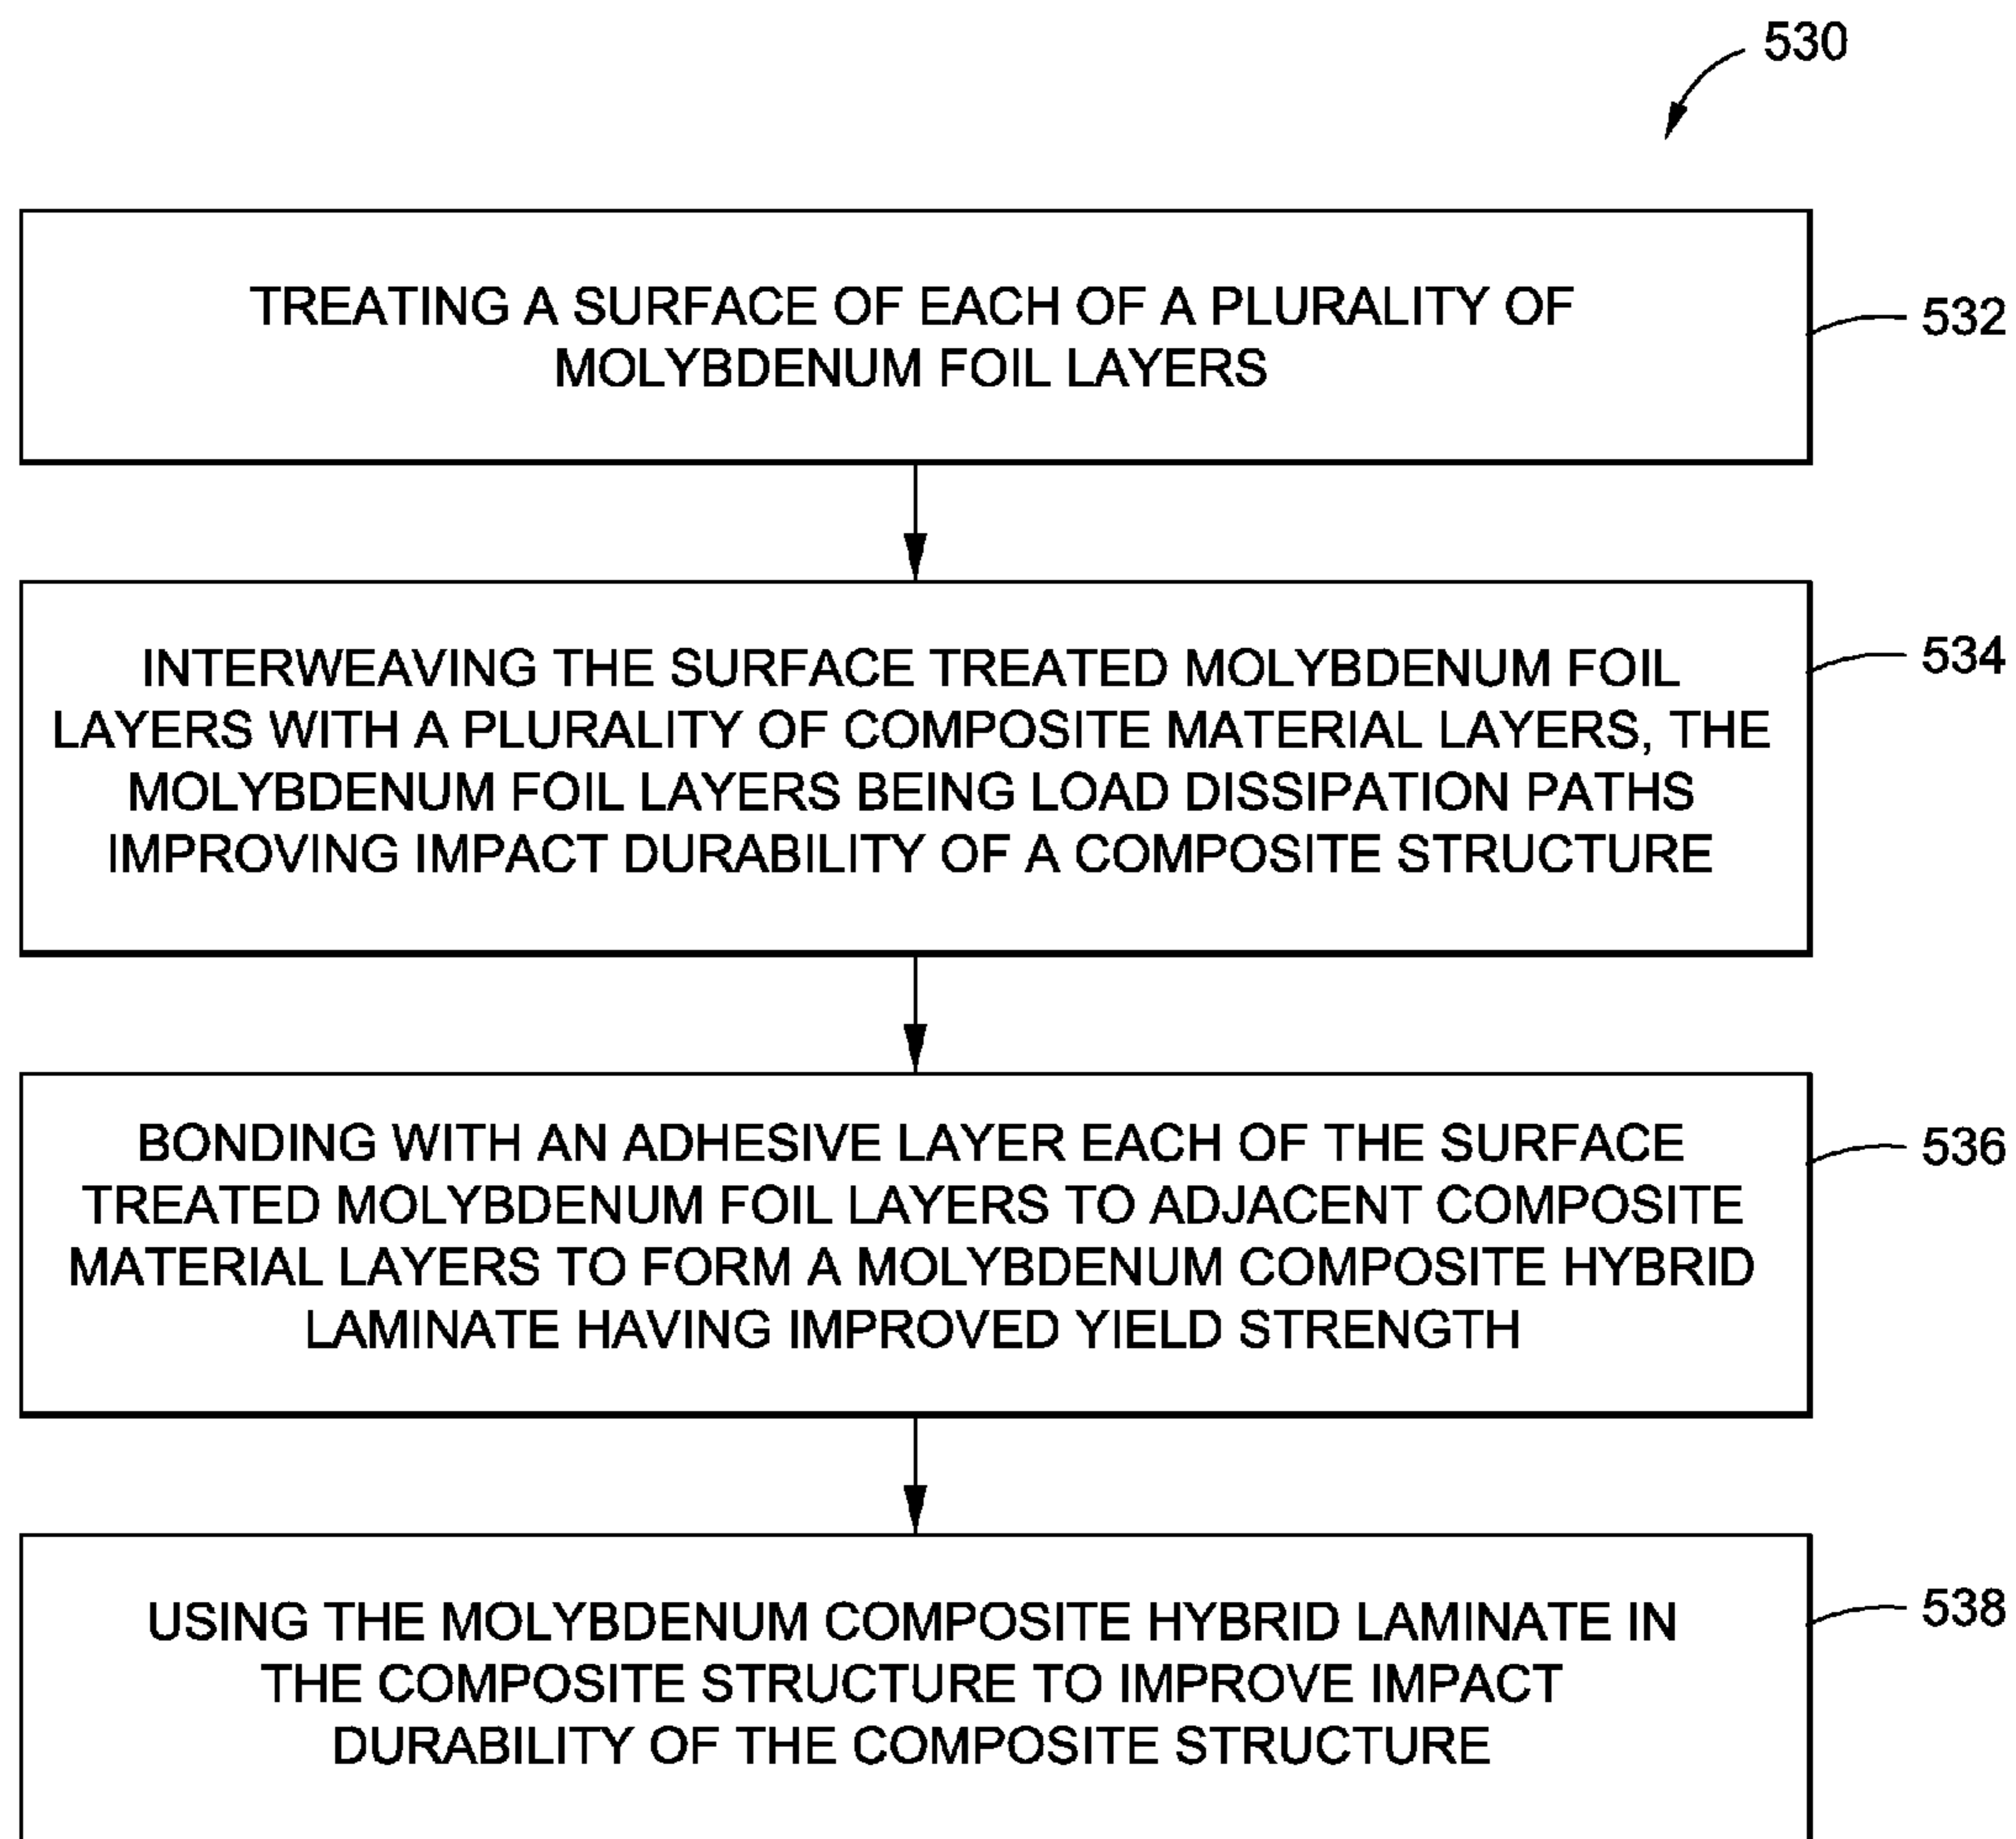 530
TREATING A SURFACE OF EACH OF A PLURALITY OF
MOLYBDENUM FOIL LAYERS
532
INTERWEAVING THE SURFACE TREATED MOLYBDENUM FOIL
LAYERS WITH A PLURALITY OF COMPOSITE MATERIAL LAYERS, THE
MOLYBDENUM FOIL LAYERS BEING LOAD DISSIPATION PATHS
IMPROVING IMPACT DURABILITY OF A COMPOSITE STRUCTURE
534
BONDING WITH AN ADHESIVE LAYER EACH OF THE SURFACE
TREATED MOLYBDENUM FOIL LAYERS TO ADJACENT COMPOSITE
MATERIAL LAYERS TO FORM A MOLYBDENUM COMPOSITE HYBRID
LAMINATE HAVING IMPROVED YIELD STRENGTH
536
USING THE MOLYBDENUM COMPOSITE HYBRID LAMINATE IN
THE COMPOSITE STRUCTURE TO IMPROVE IMPACT
DURABILITY OF THE COMPOSITE STRUCTURE
538